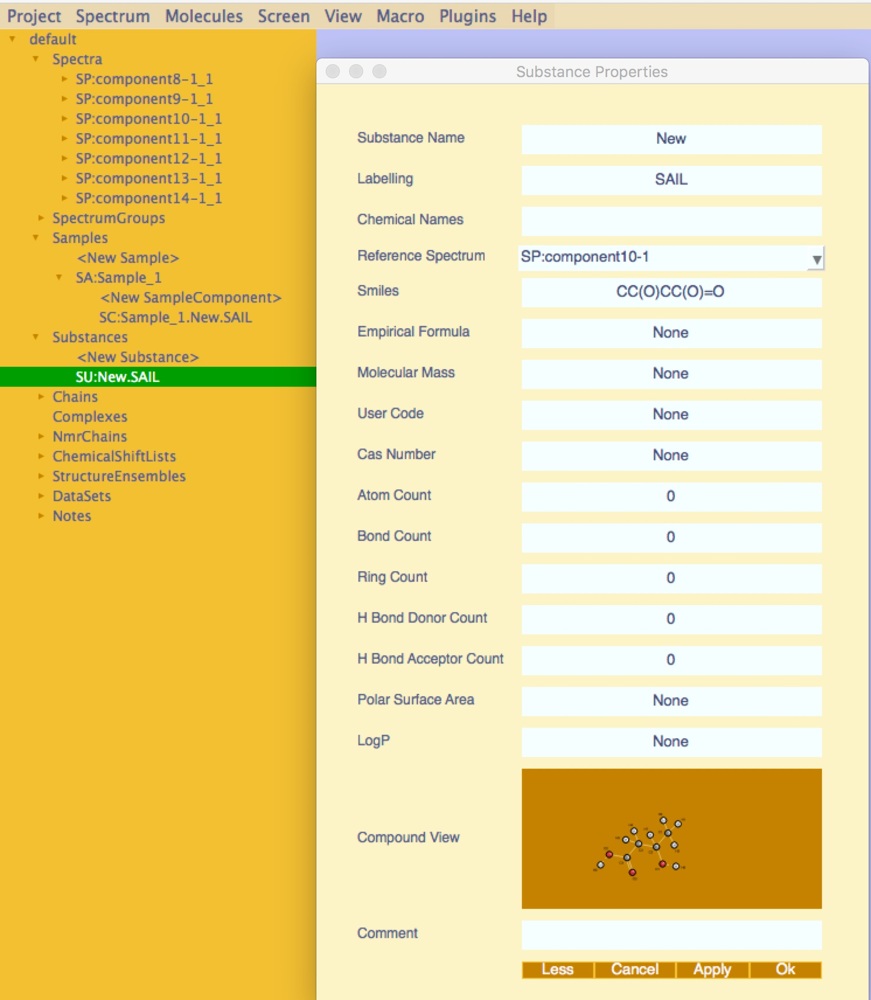 Project Spectrum Molecules Screen View Macro Plugins Help
default
Spectra
SP:component8-1_1
SP:component9-1_1
SP:component10-1_1
SP:component11-1_1
SP:component12-1_1
SP:component13-1_1
SP:component14-1_1
SpectrumGroups
Samples
<New Sample>
SA:Sample_1
<New SampleComponent>
SC:Sample_1.New.SAIL
Substances
<New Substance>
SU:New.SAIL
Chains
Complexes
NmrChains
ChemicalShiftLists
StructureEnsembles
DataSets
Notes
Substance Properties
Substance Name New
Labelling SAIL
Chemical Names
Reference Spectrum SP:component10-1
Smiles CC(O)CC(O)=O
Empirical Formula None
Molecular Mass None
User Code None
Cas Number None
Atom Count 0
Bond Count 0
Ring Count 0
H Bond Donor Count 0
H Bond Acceptor Count 0
Polar Surface Area None
LogP None
Compound View
Comment
Less Cancel Apply Ok